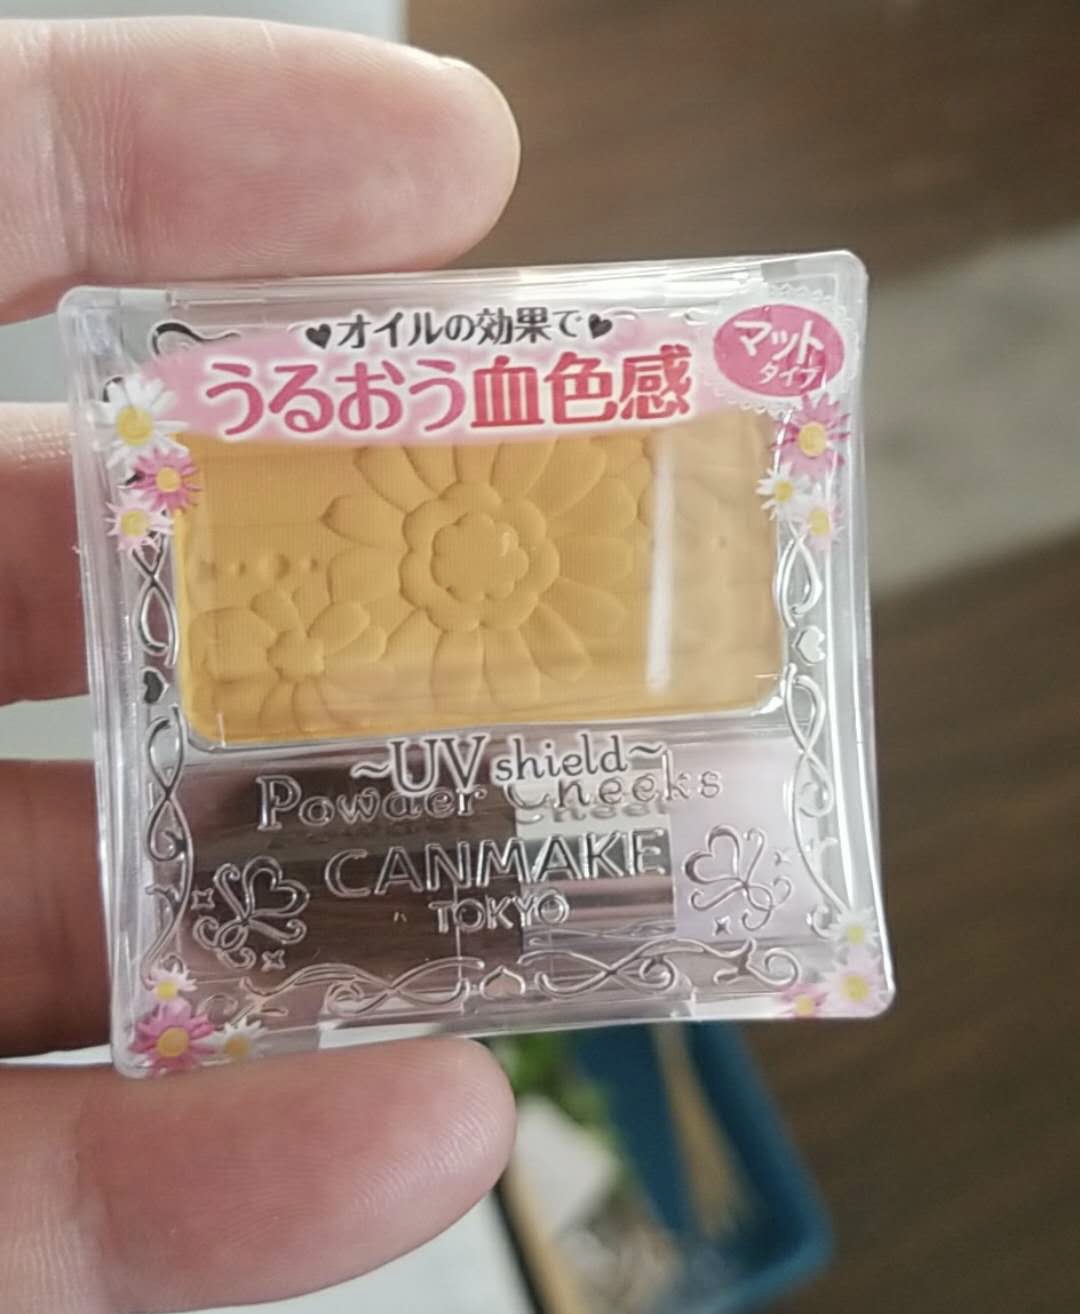 ♥オイルの効果で♥
うるおう血色感
マット
タイプ
~UV shield~
Powder Cheeks
CANMAKE
TOKYO